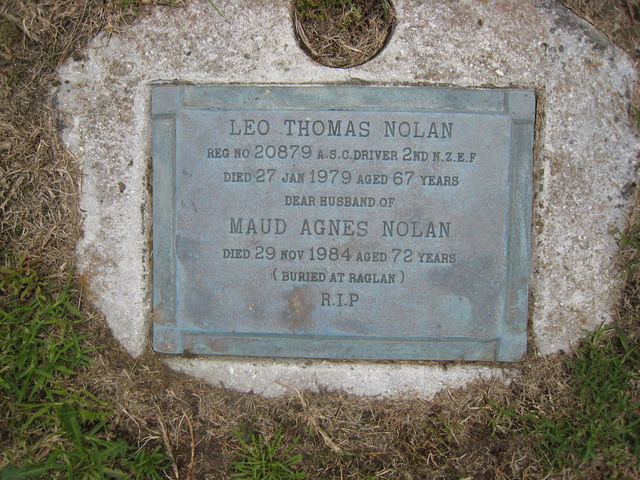 LEO THOMAS NOLAN
REG NO 20879 A.S.C. DRIVER 2ND N.Z.E.F
DIED 27 JAN 1979 AGED 67 YEARS
DEAR HUSBAND OF
MAUD AGNES NOLAN
DIED 29 NOV 1984 AGED 72 YEARS
( BURIED AT RAGLAN )
R.I.P